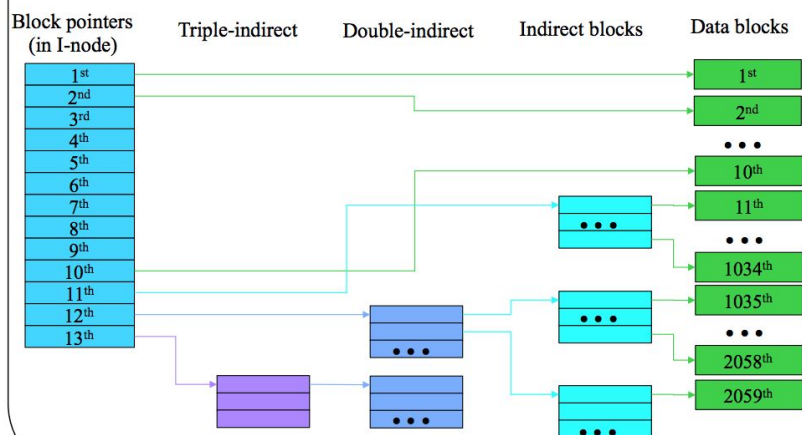 Block pointers
(in I-node)
Triple-indirect
Double-indirect
Indirect blocks
Data blocks
1st
2nd
3rd
4th
5th
6th
7th
8th
9th
10th
11th
12th
13th
•••
•••
•••
•••
•••
1st
2nd
•••
10th
11th
•••
1034th
1035th
•••
2058th
2059th